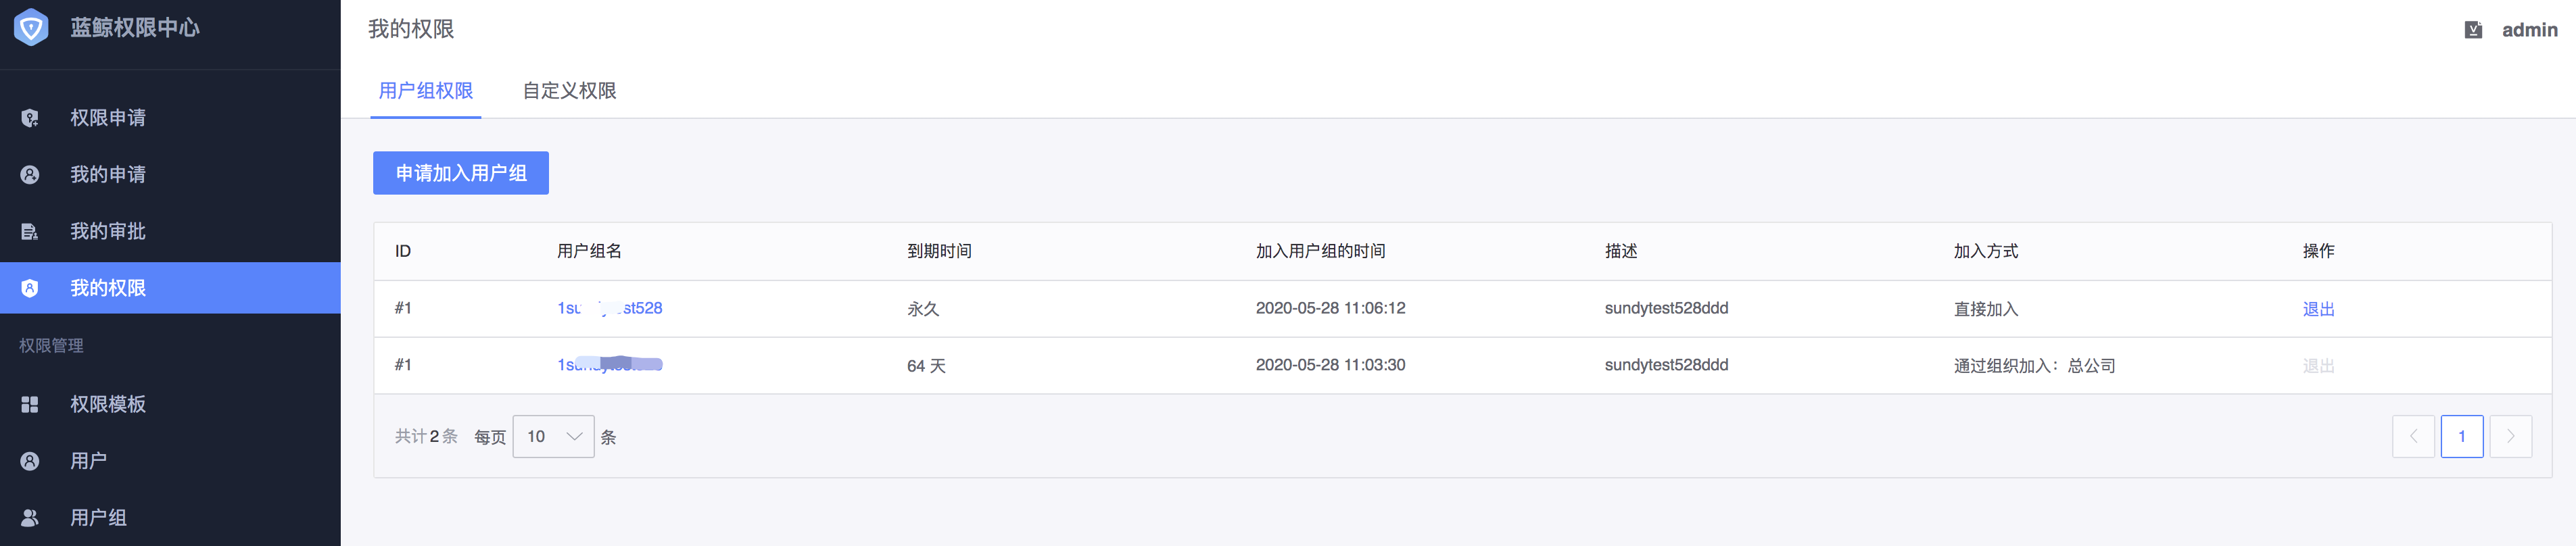 蓝鲸权限中心
权限申请
我的申请
我的审批
我的权限
权限管理
权限模板
用户
用户组
我的权限
admin
用户组权限 自定义权限
申请加入用户组
ID 用户组名 到期时间 加入用户组的时间 描述 加入方式 操作
#1 永久 2020-05-28 11:06:12 sundytest528ddd 直接加入 退出
#1 64 天 2020-05-28 11:03:30 sundytest528ddd 通过组织加入：总公司 退出
共计2条 每页 10 条
1